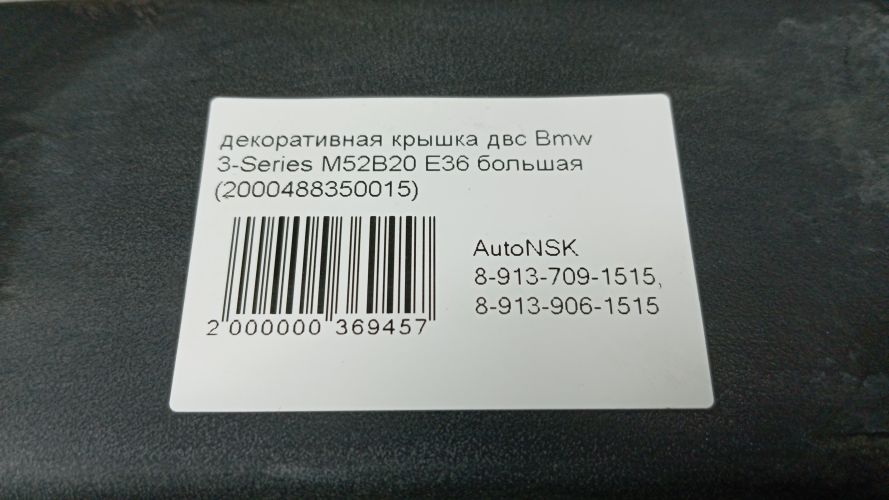 декоративная крышка двс Bmw
3-Series M52B20 E36 большая
(2000488350015)
AutoNSK
8-913-709-1515,
8-913-906-1515
2 000000 369457